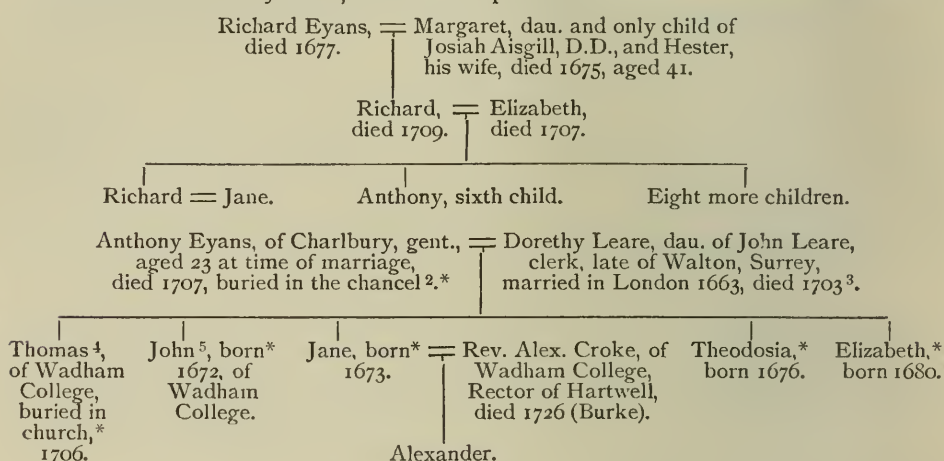 Richard Eyans, = Margaret, dau. and only child of
died 1677. Josiah Aisgill, D.D., and Hester,
his wife, died 1675, aged 41.
Richard, = Elizabeth,
died 1709. died 1707.
Richard = Jane. Anthony, sixth child. Eight more children.
Anthony Eyans, of Charlbury, gent., = Dorethy Leare, dau. of John Leare,
aged 23 at time of marriage, clerk, late of Walton, Surrey,
died 1707, buried in the chancel 2.* married in London 1663, died 1703 3.
Thomas 4, John 5, born* Jane, born* = Rev. Alex. Croke, of Theodosia,* Elizabeth,*
of Wadham 1672, of 1673. Wadham College, born 1676. born 1680.
College, Wadham Rector of Hartwell,
buried in College. died 1726 (Burke).
church,*
1706. Alexander.